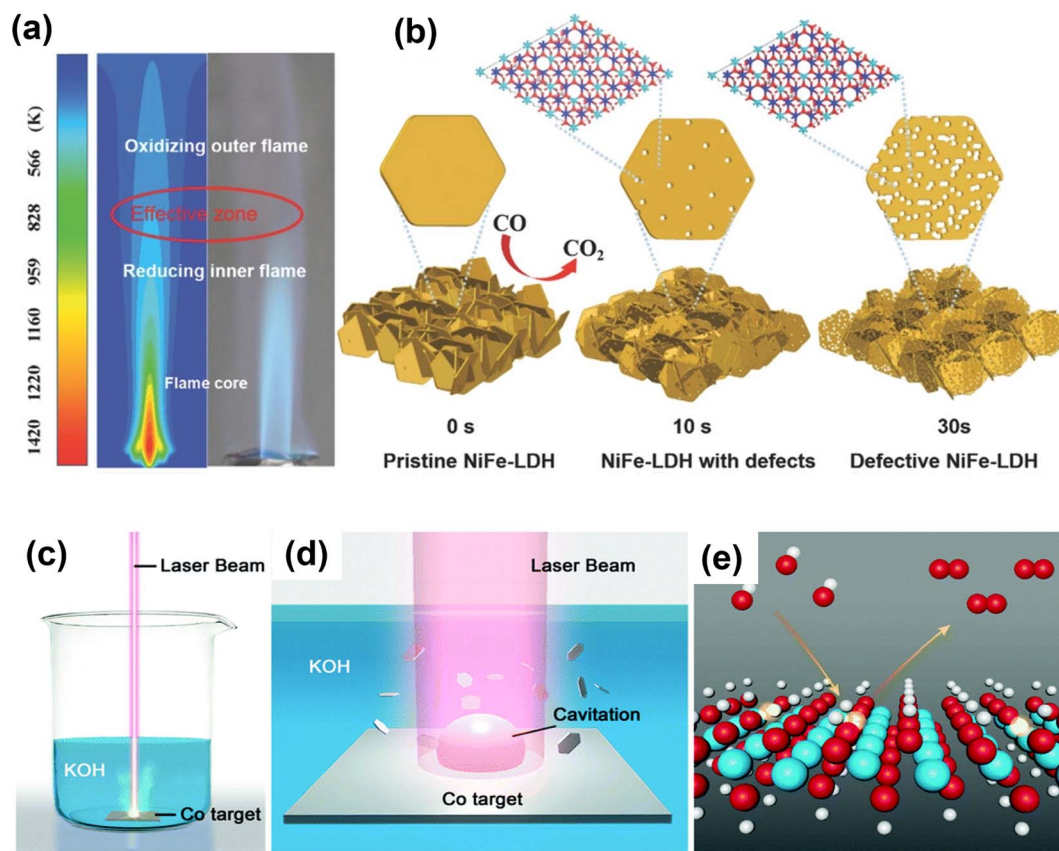 (a)
(K)
566
828
959
1160
1220
1420
Oxidizing outer flame
Effective zone
Reducing inner flame
Flame core
(b)
CO
CO₂
0 s
10 s
30s
Pristine NiFe-LDH
NiFe-LDH with defects
Defective NiFe-LDH
(c)
Laser Beam
KOH
Co target
(d)
Laser Beam
KOH
Cavitation
Co target
(e)